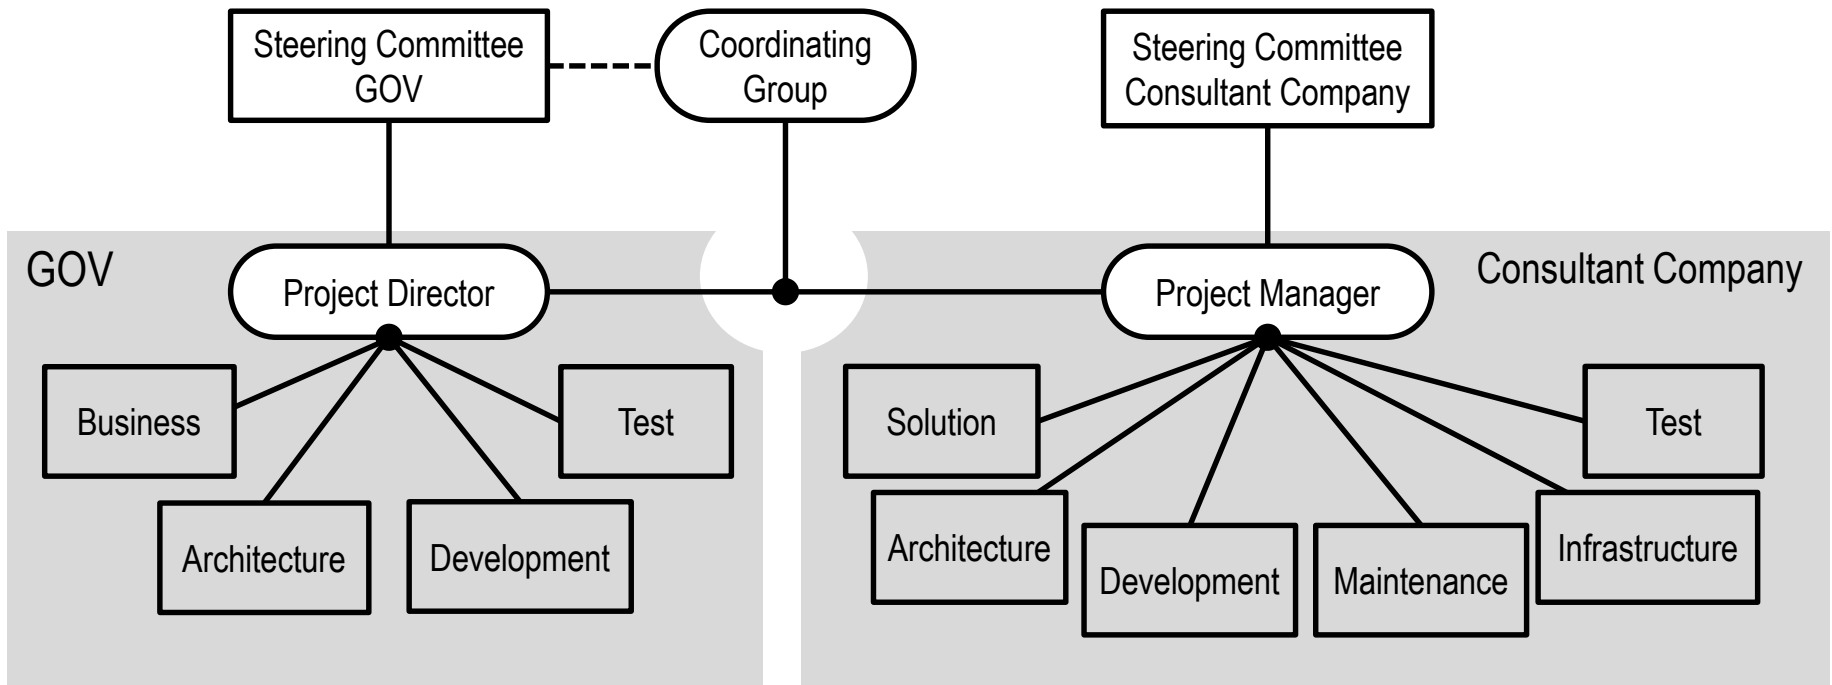 Steering Committee
GOV
Coordinating
Group
Steering Committee
Consultant Company
GOV
Project Director
Project Manager
Consultant Company
Business
Test
Architecture
Development
Solution
Test
Architecture
Development
Maintenance
Infrastructure